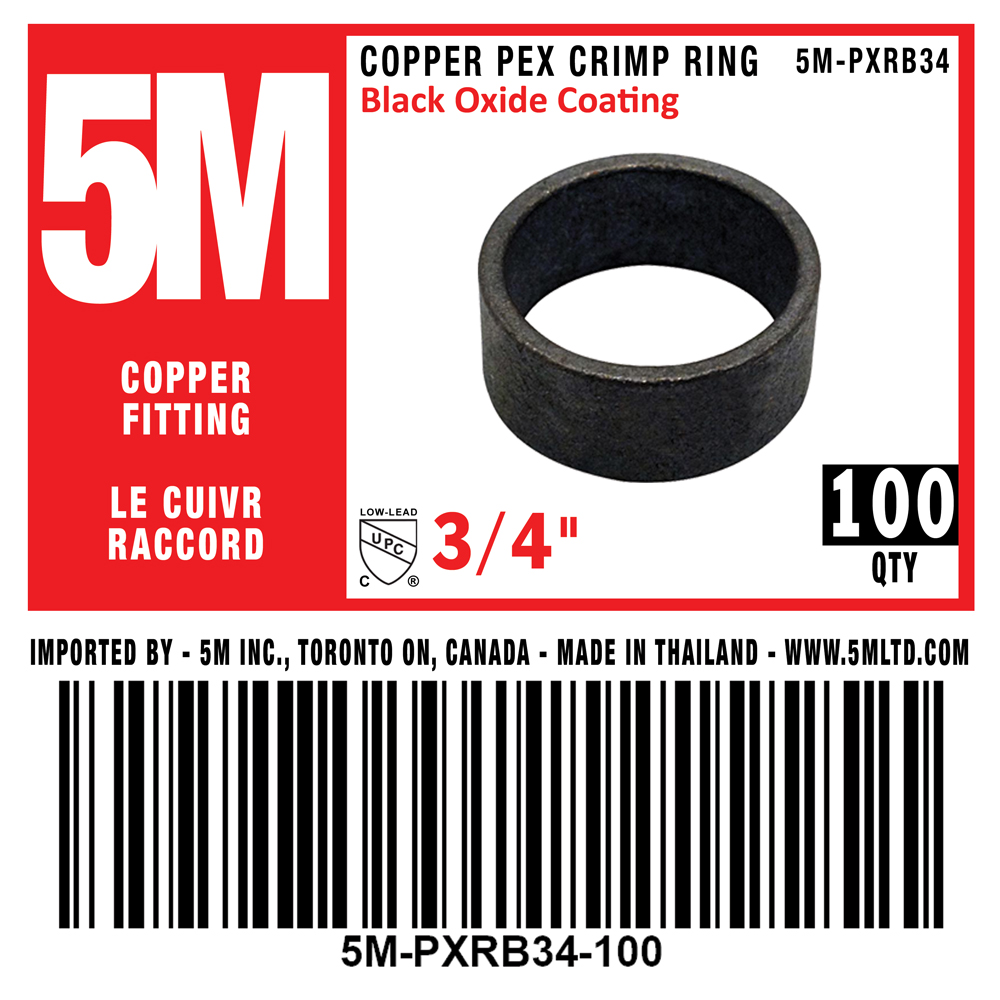 5M
COPPER
FITTING
LE CUIVR
RACCORD
COPPER PEX CRIMP RING 5M-PXRB34
Black Oxide Coating
LOW-LEAD
UPC
C ®
3/4"
100
QTY
IMPORTED BY - 5M INC., TORONTO ON, CANADA - MADE IN THAILAND - WWW.5MLTD.COM
5M-PXRB34-100